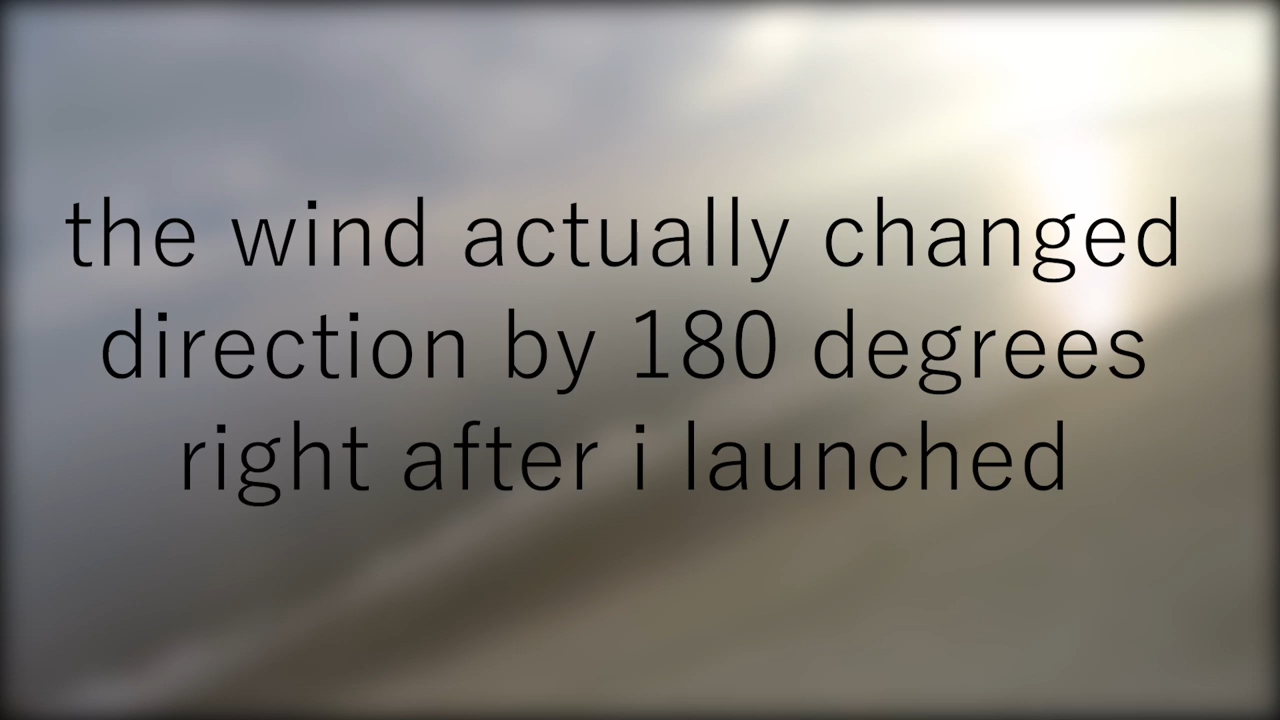 the wind actually changed
direction by 180 degrees
right after i launched